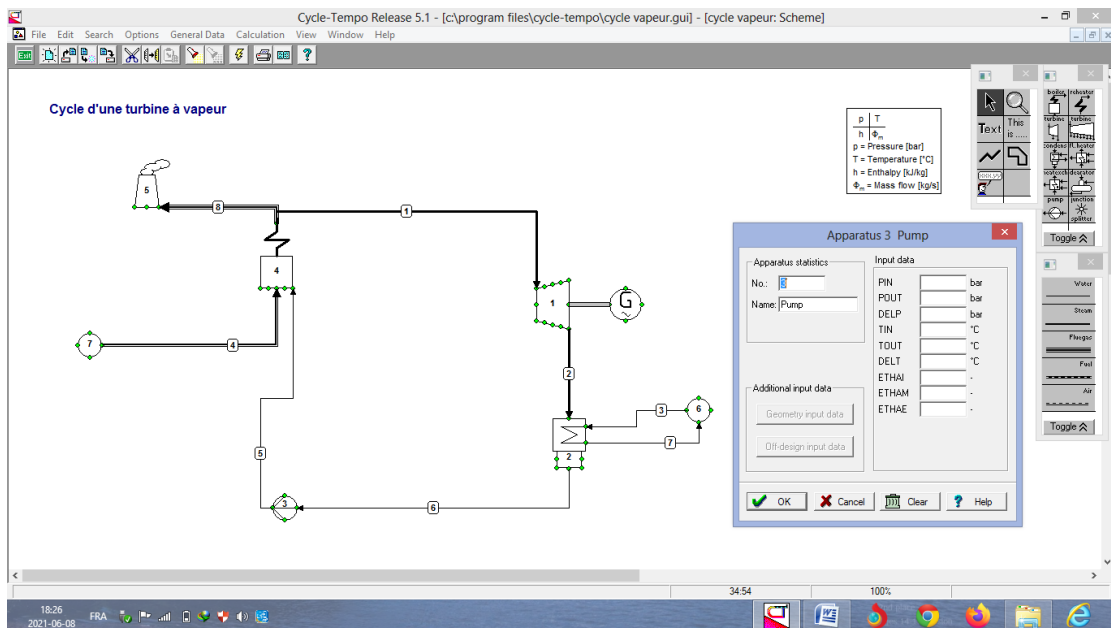 Cycle-Tempo Release 5.1 - [c:\program files\cycle-tempo\cycle vapeur.gui] - [cycle vapeur: Scheme]
File Edit Search Options General Data Calculation View Window Help
Exit
Cycle d'une turbine à vapeur
p T
h Φm
p = Pressure [bar]
T = Temperature [°C]
h = Enthalpy [kJ/kg]
Φm = Mass flow [kg/s]
5
8
1
4
7
4
1
G
~
2
3
6
7
2
5
3
6
Apparatus 3 Pump
Apparatus statistics
No.: 3
Name: Pump
Additional input data
Geometry input data
Off-design input data
Input data
PIN bar
POUT bar
DELP bar
TIN °C
TOUT °C
DELT °C
ETHAI -
ETHAM -
ETHAE -
OK Cancel Clear Help
Text This is .....
boiler reheater
turbine turbine
pump junction
splitter
Toggle
Water
Steam
Fluegas
Fuel
Air
Toggle
34:54 100%
18:26
2021-06-08
FRA